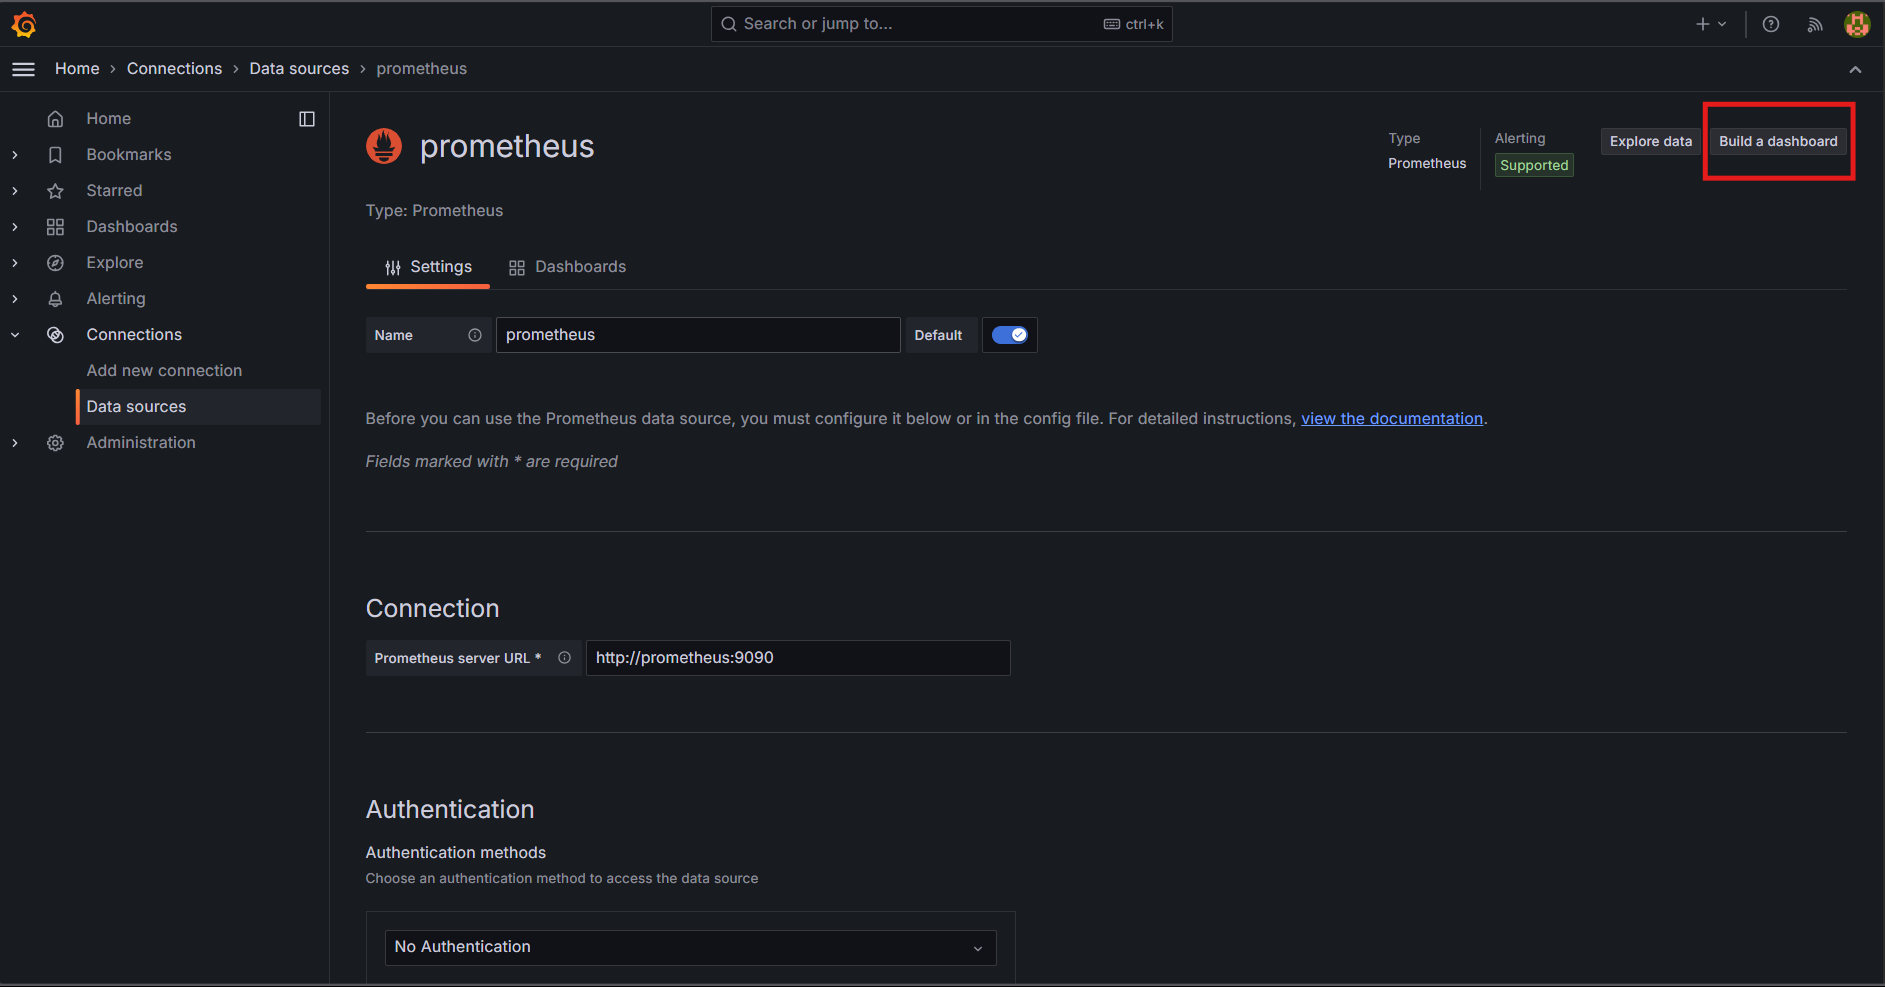 Search or jump to...
ctrl+k
Home
Connections
Data sources
prometheus
Home
Bookmarks
Starred
Dashboards
Explore
Alerting
Connections
Add new connection
Data sources
Administration
prometheus
Type
Prometheus
Alerting
Supported
Explore data
Build a dashboard
Type: Prometheus
Settings
Dashboards
Name
prometheus
Default
Before you can use the Prometheus data source, you must configure it below or in the config file. For detailed instructions, view the documentation.
Fields marked with * are required
Connection
Prometheus server URL *
http://prometheus:9090
Authentication
Authentication methods
Choose an authentication method to access the data source
No Authentication